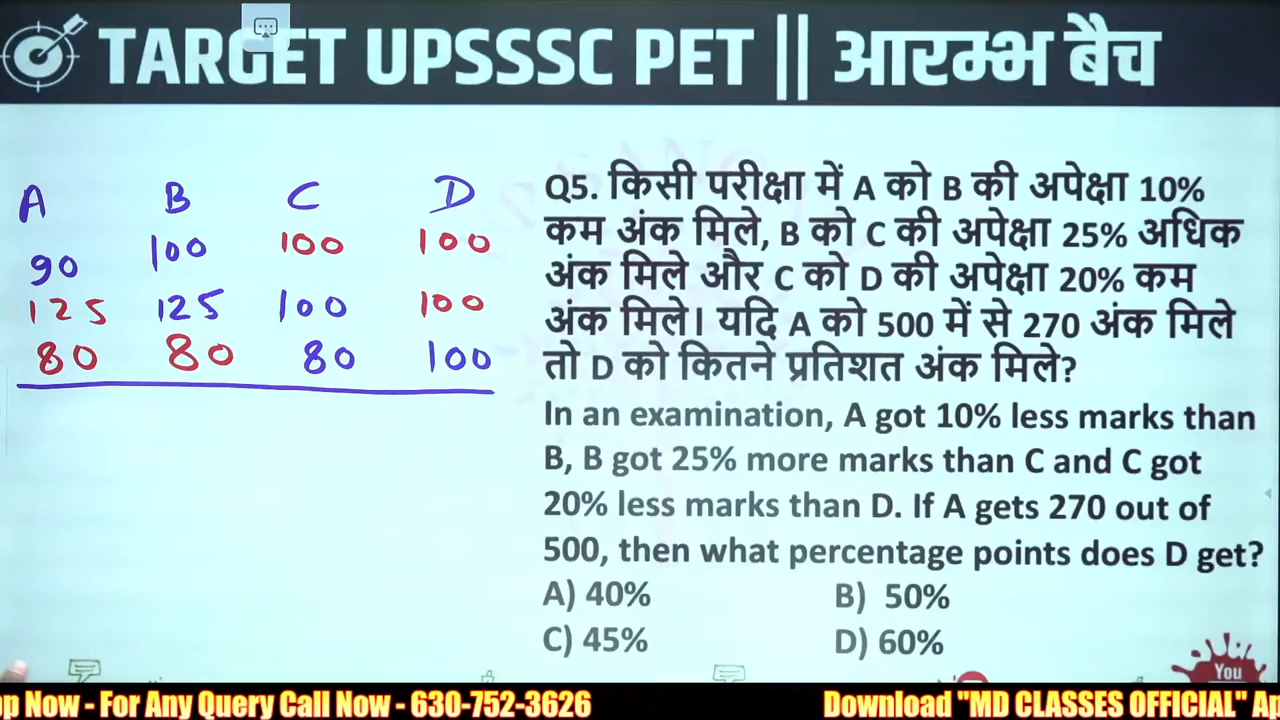 TARGET UPSSSC PET || आरम्भ बैच
A B C D
90 100 100 100
125 125 100 100
80 80 80 100
Q5. किसी परीक्षा में A को B की अपेक्षा 10%
कम अंक मिले, B को C की अपेक्षा 25% अधिक
अंक मिले और C को D की अपेक्षा 20% कम
अंक मिले। यदि A को 500 में से 270 अंक मिले
तो D को कितने प्रतिशत अंक मिले?
In an examination, A got 10% less marks than
B, B got 25% more marks than C and C got
20% less marks than D. If A gets 270 out of
500, then what percentage points does D get?
A) 40% B) 50%
C) 45% D) 60%
You
p Now - For Any Query Call Now - 630-752-3626 Download "MD CLASSES OFFICIAL" Ap